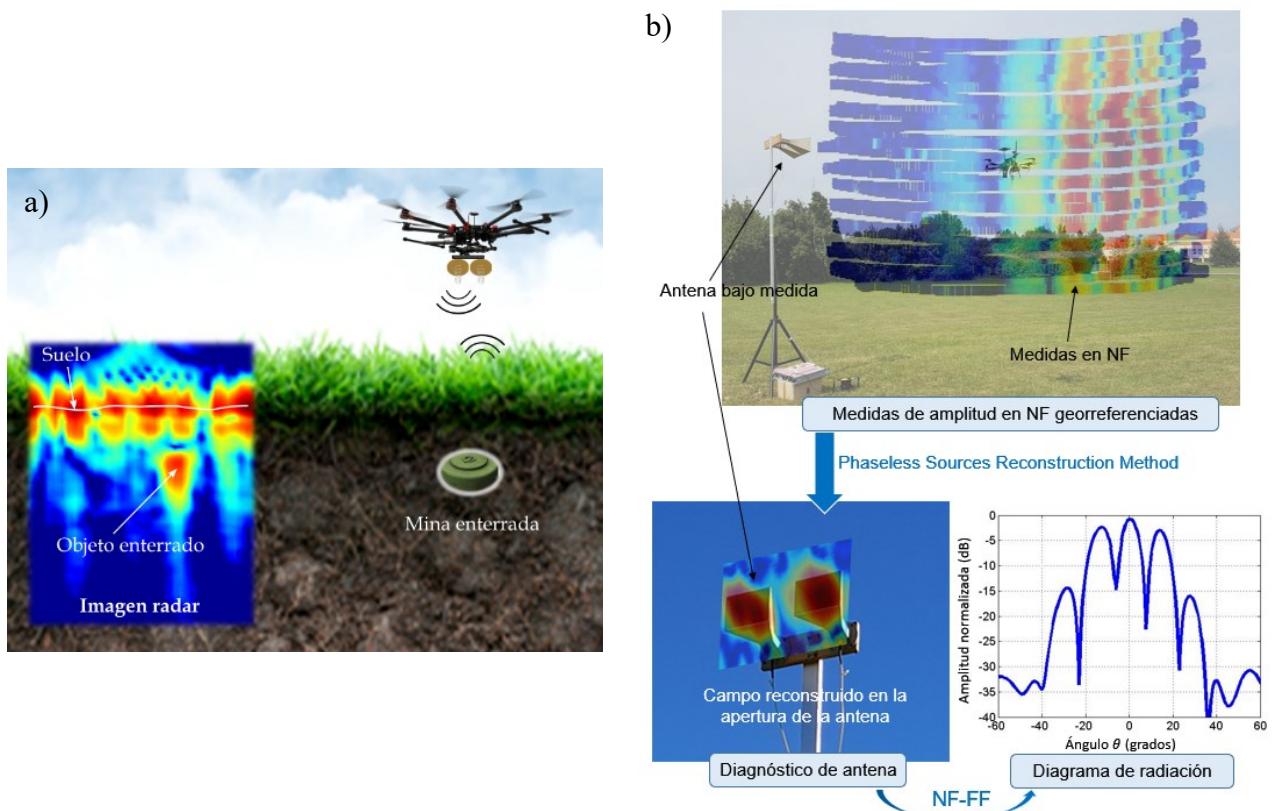 a)
Suelo
Objeto enterrado
Imagen radar
Mina enterrada
b)
Antena bajo medida
Medidas en NF
Medidas de amplitud en NF georreferenciadas
Phaseless Sources Reconstruction Method
Campo reconstruido en la
apertura de la antena
Diagnóstico de antena
Amplitud normalizada (dB)
0
-5
-10
-15
-20
-25
-30
-35
-40
-60
-40
-20
0
20
40
60
Ángulo θ (grados)
Diagrama de radiación
NF-FF